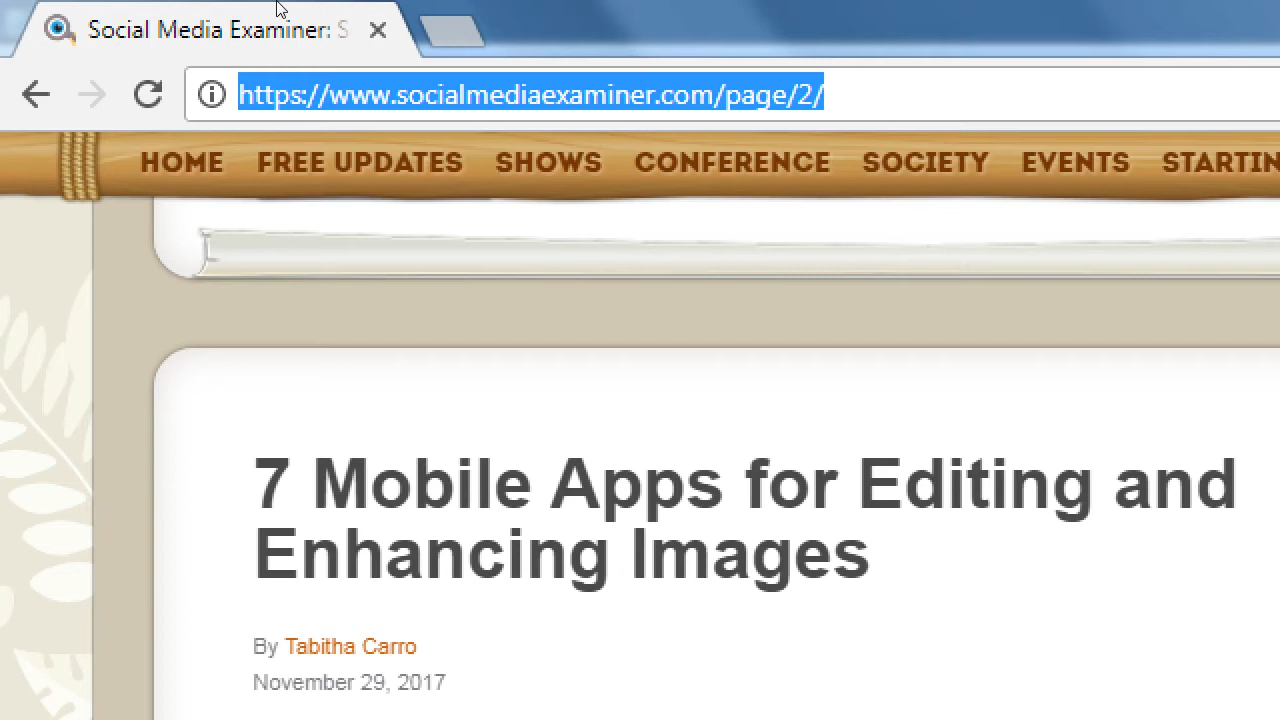 Social Media Examiner: S
https://www.socialmediaexaminer.com/page/2/
HOME FREE UPDATES SHOWS CONFERENCE SOCIETY EVENTS STARTIN
7 Mobile Apps for Editing and
Enhancing Images
By Tabitha Carro
November 29, 2017